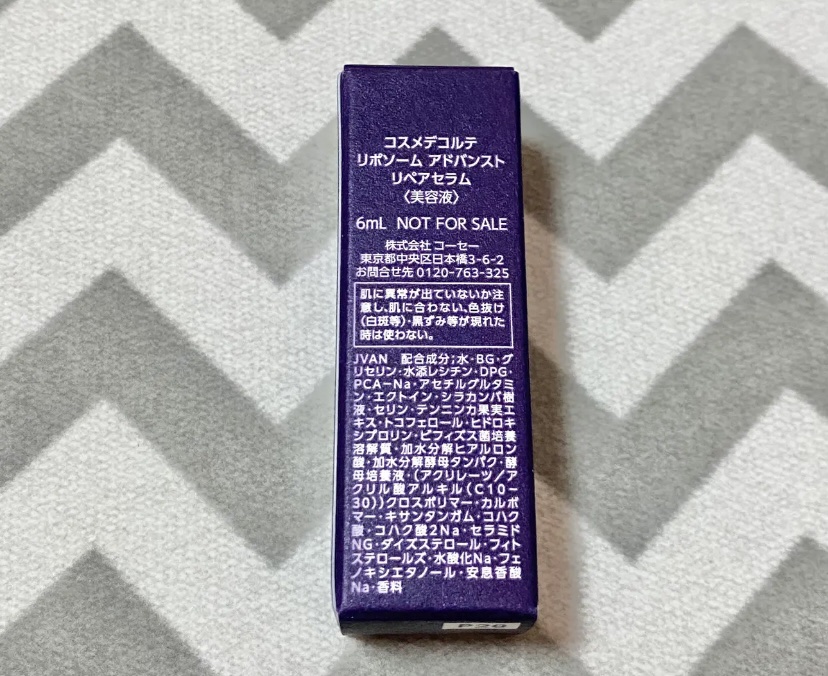 コスメデコルテ
リポソーム アドバンスト
リペアセラム
〈美容液〉
6mL NOT FOR SALE
株式会社 コーセー
東京都中央区日本橋3-6-2
お問合せ先 0120-763-325
肌に異常が出ていないか注
意し、肌に合わない、色抜け
(白斑等)・黒ずみ等が現れた
時は使わない。
JVAN 配合成分;水・BG・グ
リセリン・水添レシチン・DPG・
PCA-Na・アセチルグルタミ
ン・エクトイン・シラカンバ樹
液・セリン・テンニンカ果実エ
キス・トコフェロール・ヒドロキ
シプロリン・ビフィズス菌培養
溶解質・加水分解ヒアルロン
酸・加水分解酵母タンパク・酵
母培養液・(アクリレーツ/ア
クリル酸アルキル(C10-
30))クロスポリマー・カルボ
マー・キサンタンガム・コハク
酸・コハク酸2Na・セラミド
NG・ダイズステロール・フィト
ステロールズ・水酸化Na・フェ
ノキシエタノール・安息香酸
Na・香料